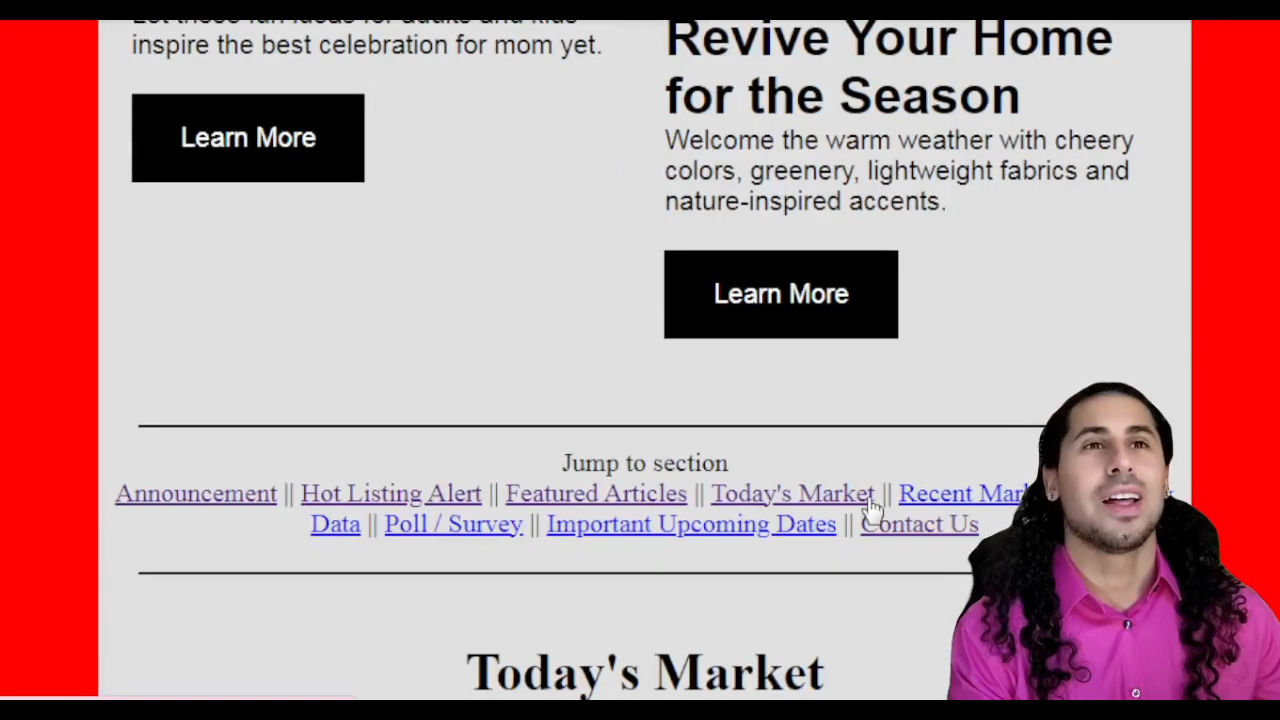 inspire the best celebration for mom yet.
Learn More
Revive Your Home
for the Season
Welcome the warm weather with cheery
colors, greenery, lightweight fabrics and
nature-inspired accents.
Learn More
Jump to section
Announcement || Hot Listing Alert || Featured Articles || Today's Market || Recent
Data || Poll / Survey || Important Upcoming Dates || Contact Us
Today's Market